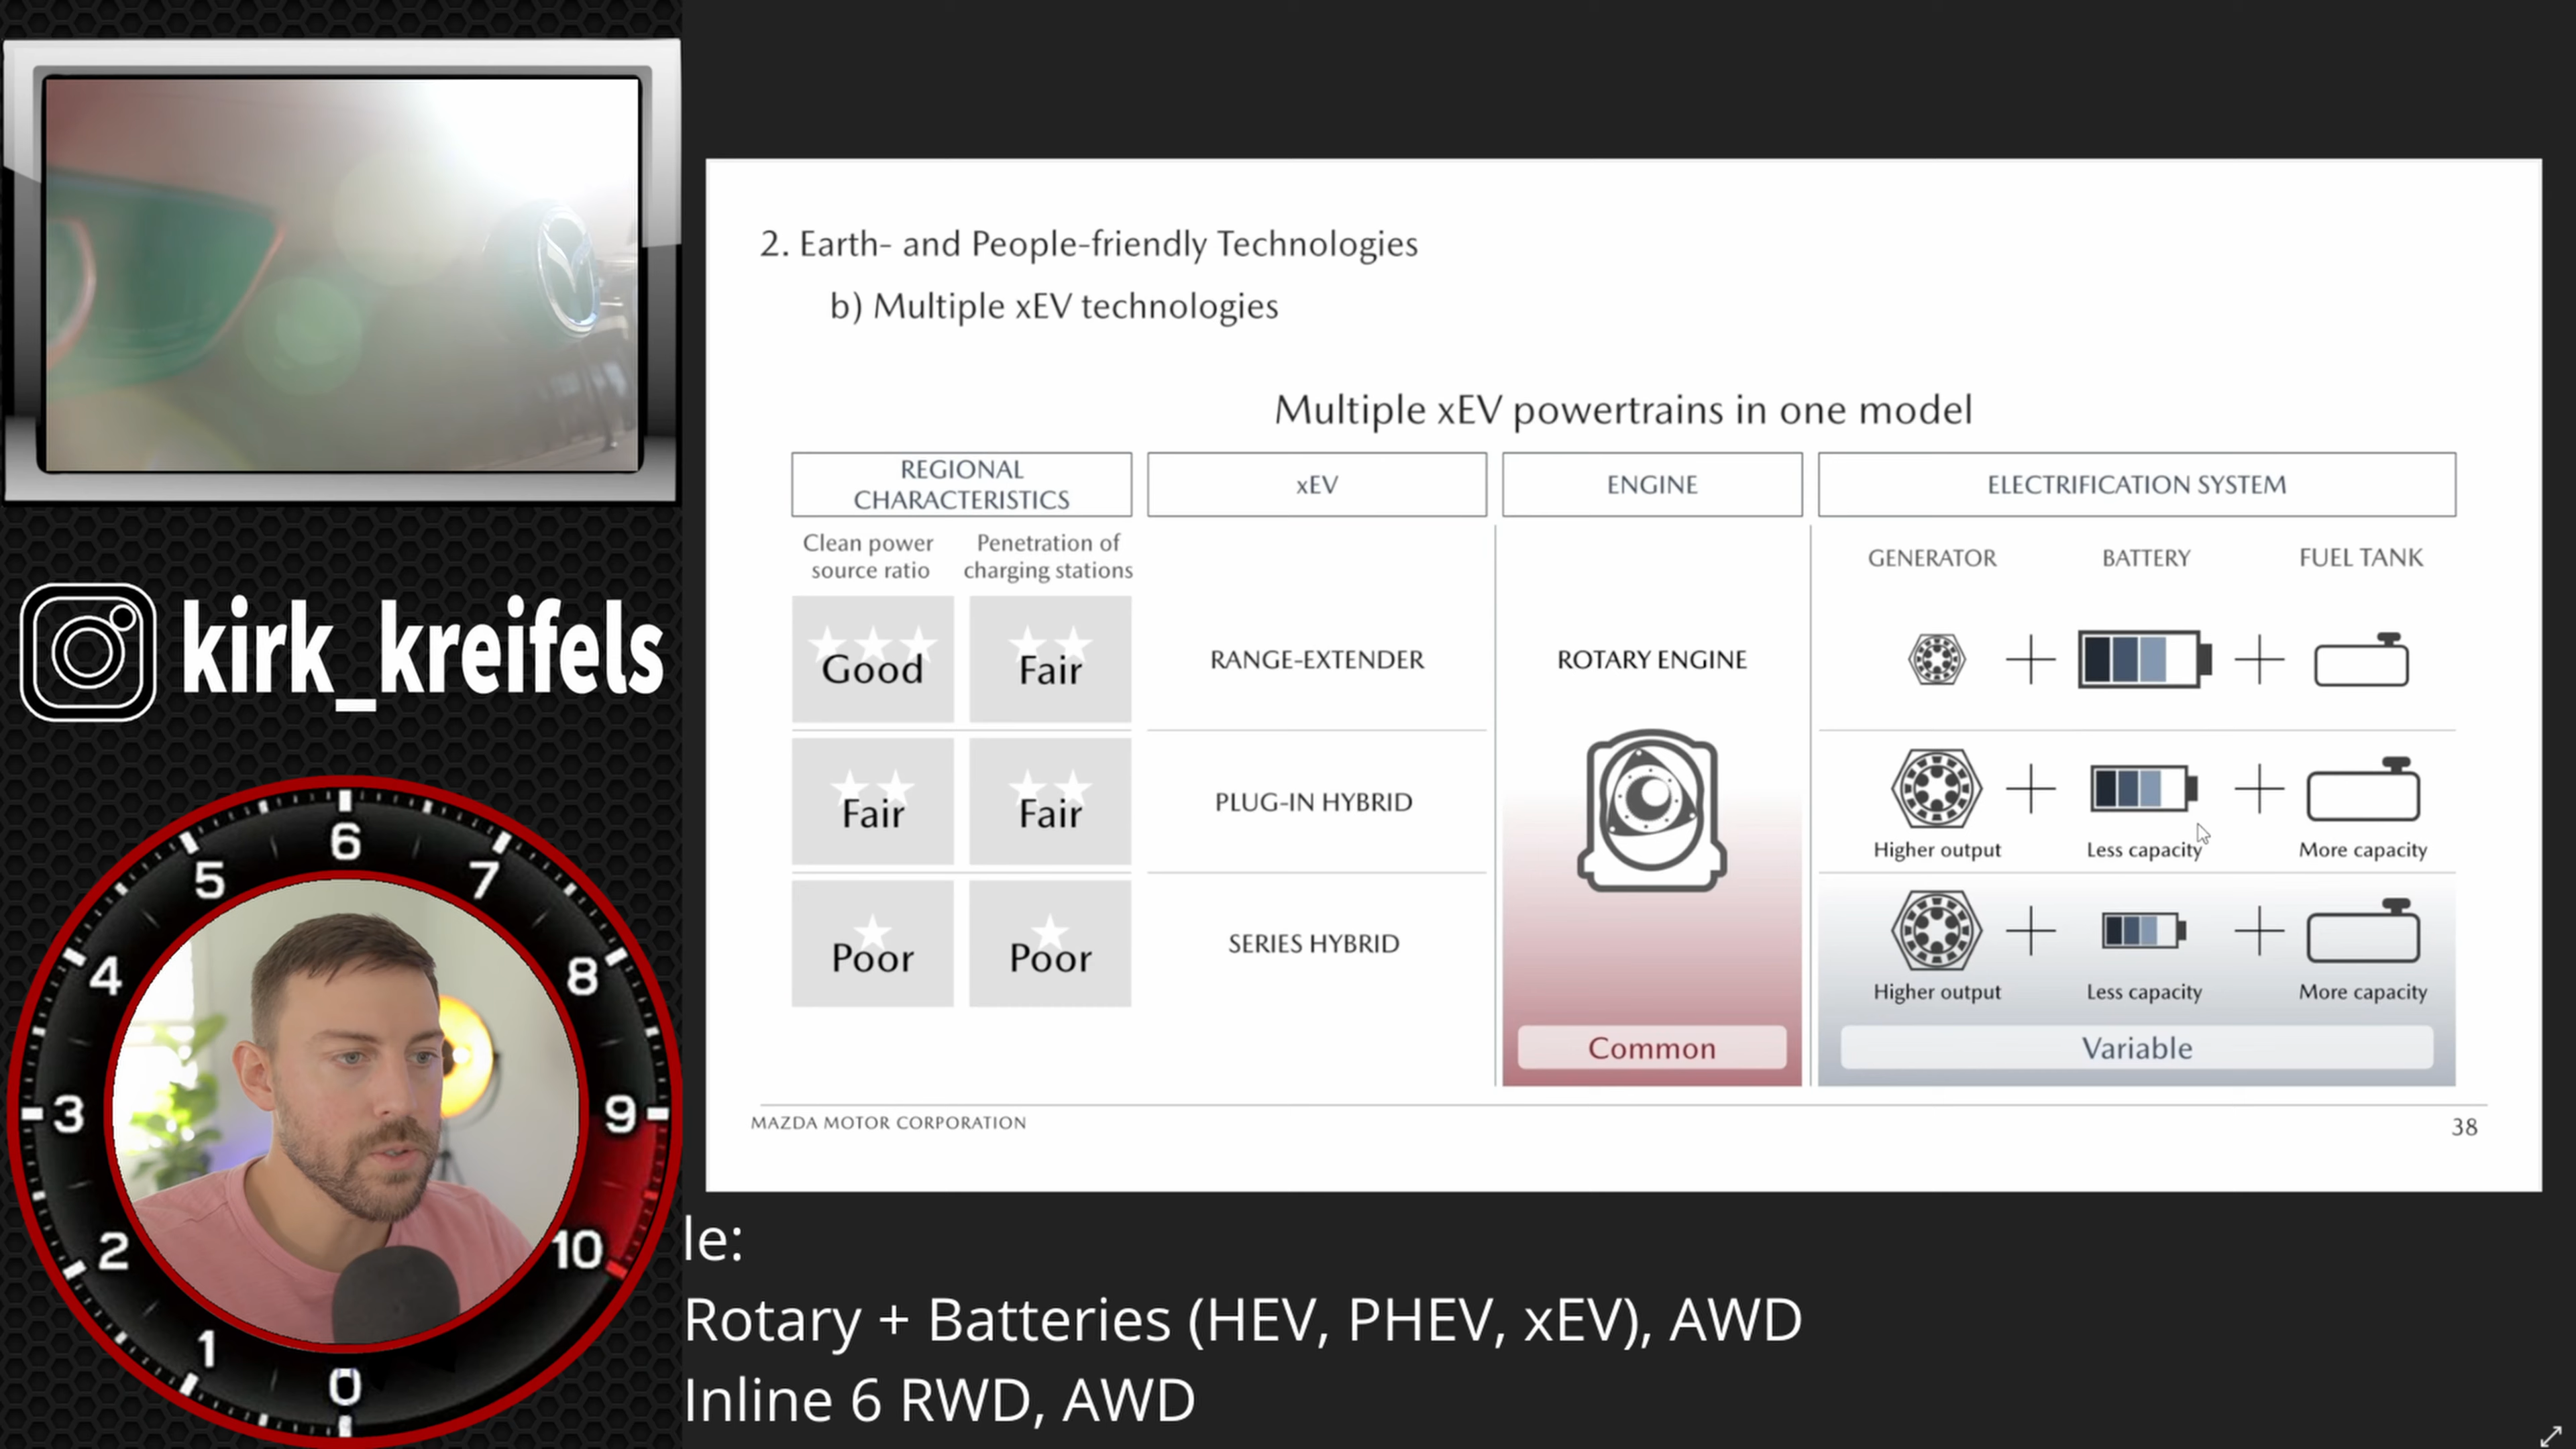 kirk_kreifels
6
5
7
4
8
3
9
2
10
1
0
2. Earth- and People-friendly Technologies
b) Multiple xEV technologies
Multiple xEV powertrains in one model
REGIONAL
CHARACTERISTICS
xEV
ENGINE
ELECTRIFICATION SYSTEM
Clean power
source ratio
Penetration of
charging stations
GENERATOR
BATTERY
FUEL TANK
Good
Fair
RANGE-EXTENDER
ROTARY ENGINE
Fair
Fair
PLUG-IN HYBRID
Higher output
Less capacity
More capacity
Poor
Poor
SERIES HYBRID
Higher output
Less capacity
More capacity
Common
Variable
MAZDA MOTOR CORPORATION
38
le:
Rotary + Batteries (HEV, PHEV, xEV), AWD
Inline 6 RWD, AWD